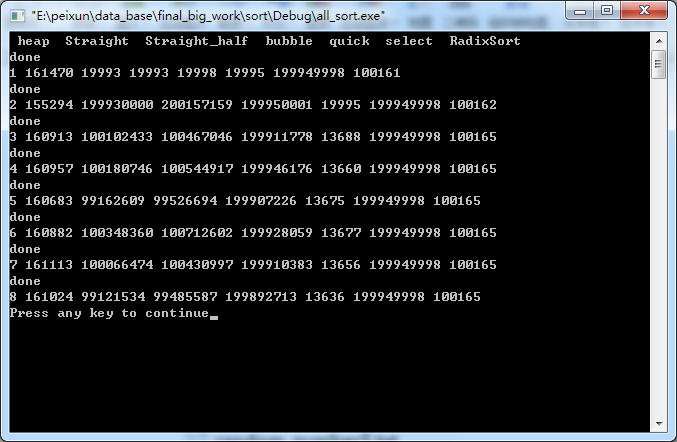 "E:\peixun\data_base\final_big_work\sort\Debug\all_sort.exe"
heap Straight Straight_half bubble quick select RadixSort
done
1 161470 19993 19993 19998 19995 199949998 100161
done
2 155294 199930000 200157159 199950001 19995 199949998 100162
done
3 160913 100102433 100467046 199911778 13688 199949998 100165
done
4 160957 100180746 100544917 199946176 13660 199949998 100165
done
5 160683 99162609 99526694 199907226 13675 199949998 100165
done
6 160882 100348360 100712602 199928059 13677 199949998 100165
done
7 161113 100066474 100430997 199910383 13656 199949998 100165
done
8 161024 99121534 99485587 199892713 13636 199949998 100165
Press any key to continue